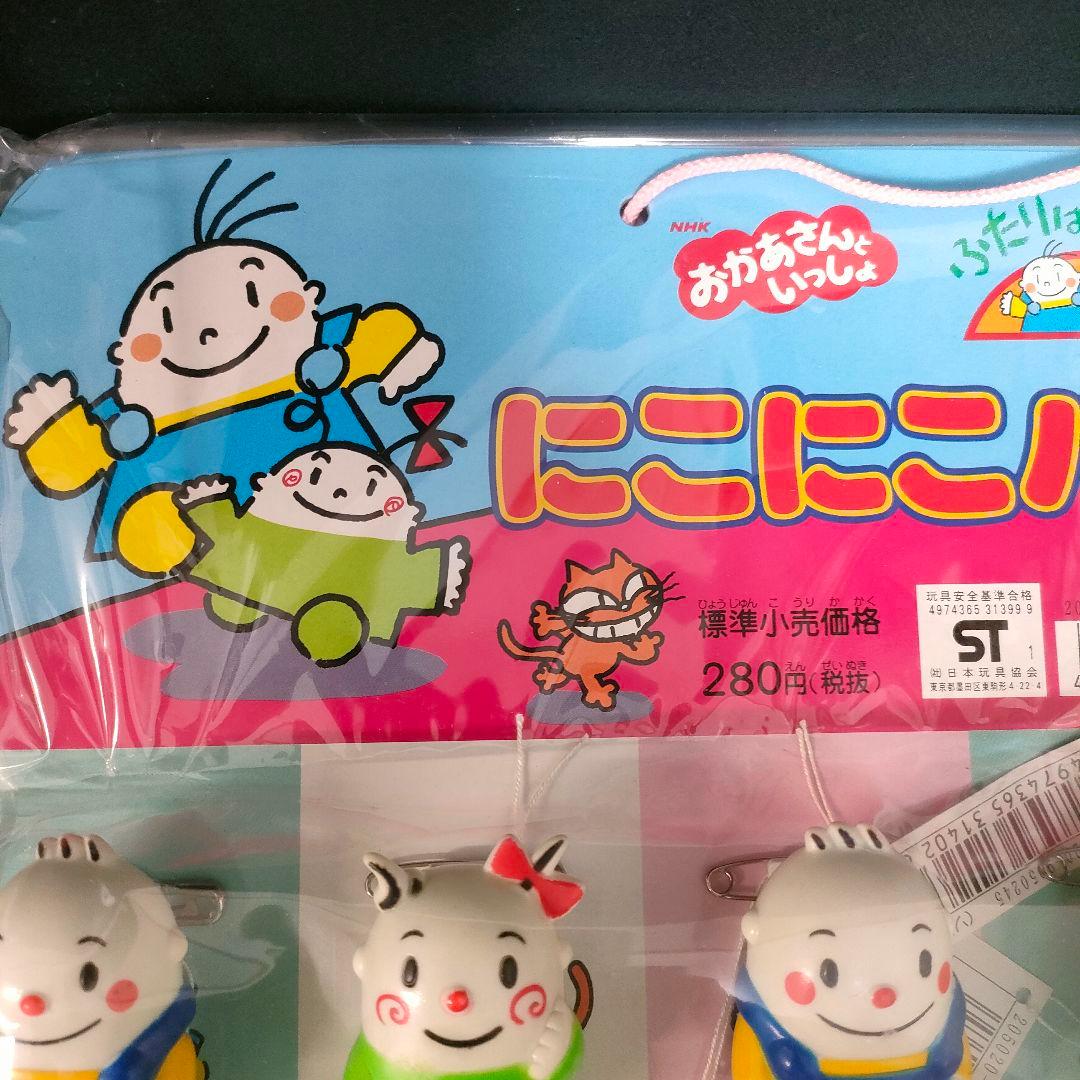 NHK
おかあさんと
いっしょ
ふたりは
にこにこ
ひょうじゅん こうり かかく
標準小売価格
えん ぜいぬき
280円(税抜)
玩具安全基準合格
4974365 31399 9
ST 1
㈳日本玩具協会
東京都墨田区東駒形4-22-4
20
4974365 31402